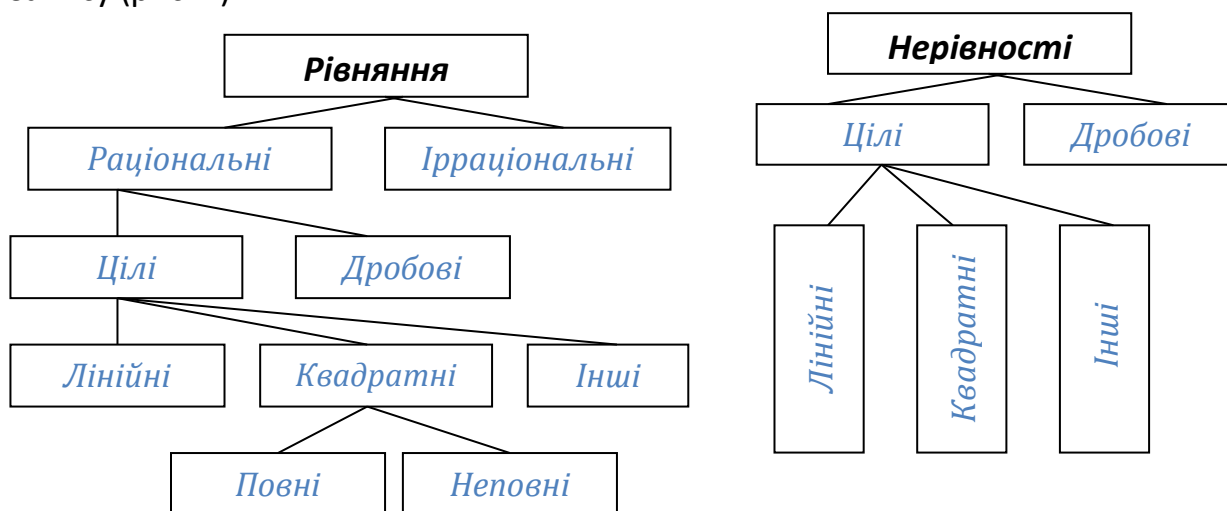 Рівняння
Раціональні
Ірраціональні
Цілі
Дробові
Лінійні
Квадратні
Інші
Повні
Неповні
Нерівності
Цілі
Дробові
Лінійні
Квадратні
Інші